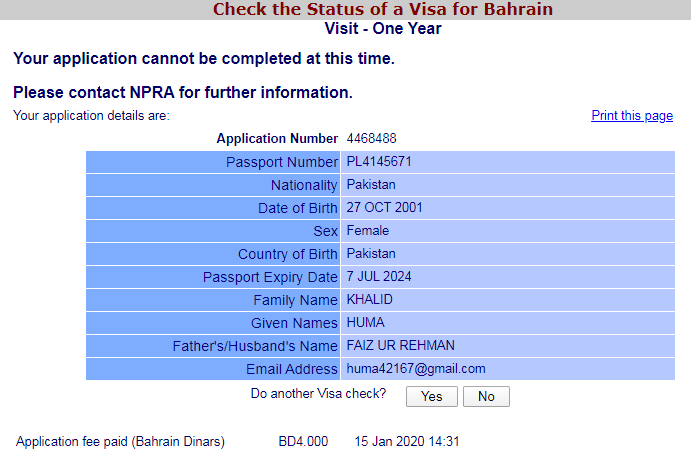 Check the Status of a Visa for Bahrain
Visit - One Year
Your application cannot be completed at this time.
Please contact NPRA for further information.
Your application details are: Print this page
Application Number 4468488
Passport Number PL4145671
Nationality Pakistan
Date of Birth 27 OCT 2001
Sex Female
Country of Birth Pakistan
Passport Expiry Date 7 JUL 2024
Family Name KHALID
Given Names HUMA
Father's/Husband's Name FAIZ UR REHMAN
Email Address huma42167@gmail.com
Do another Visa check? Yes No
Application fee paid (Bahrain Dinars) BD4.000 15 Jan 2020 14:31